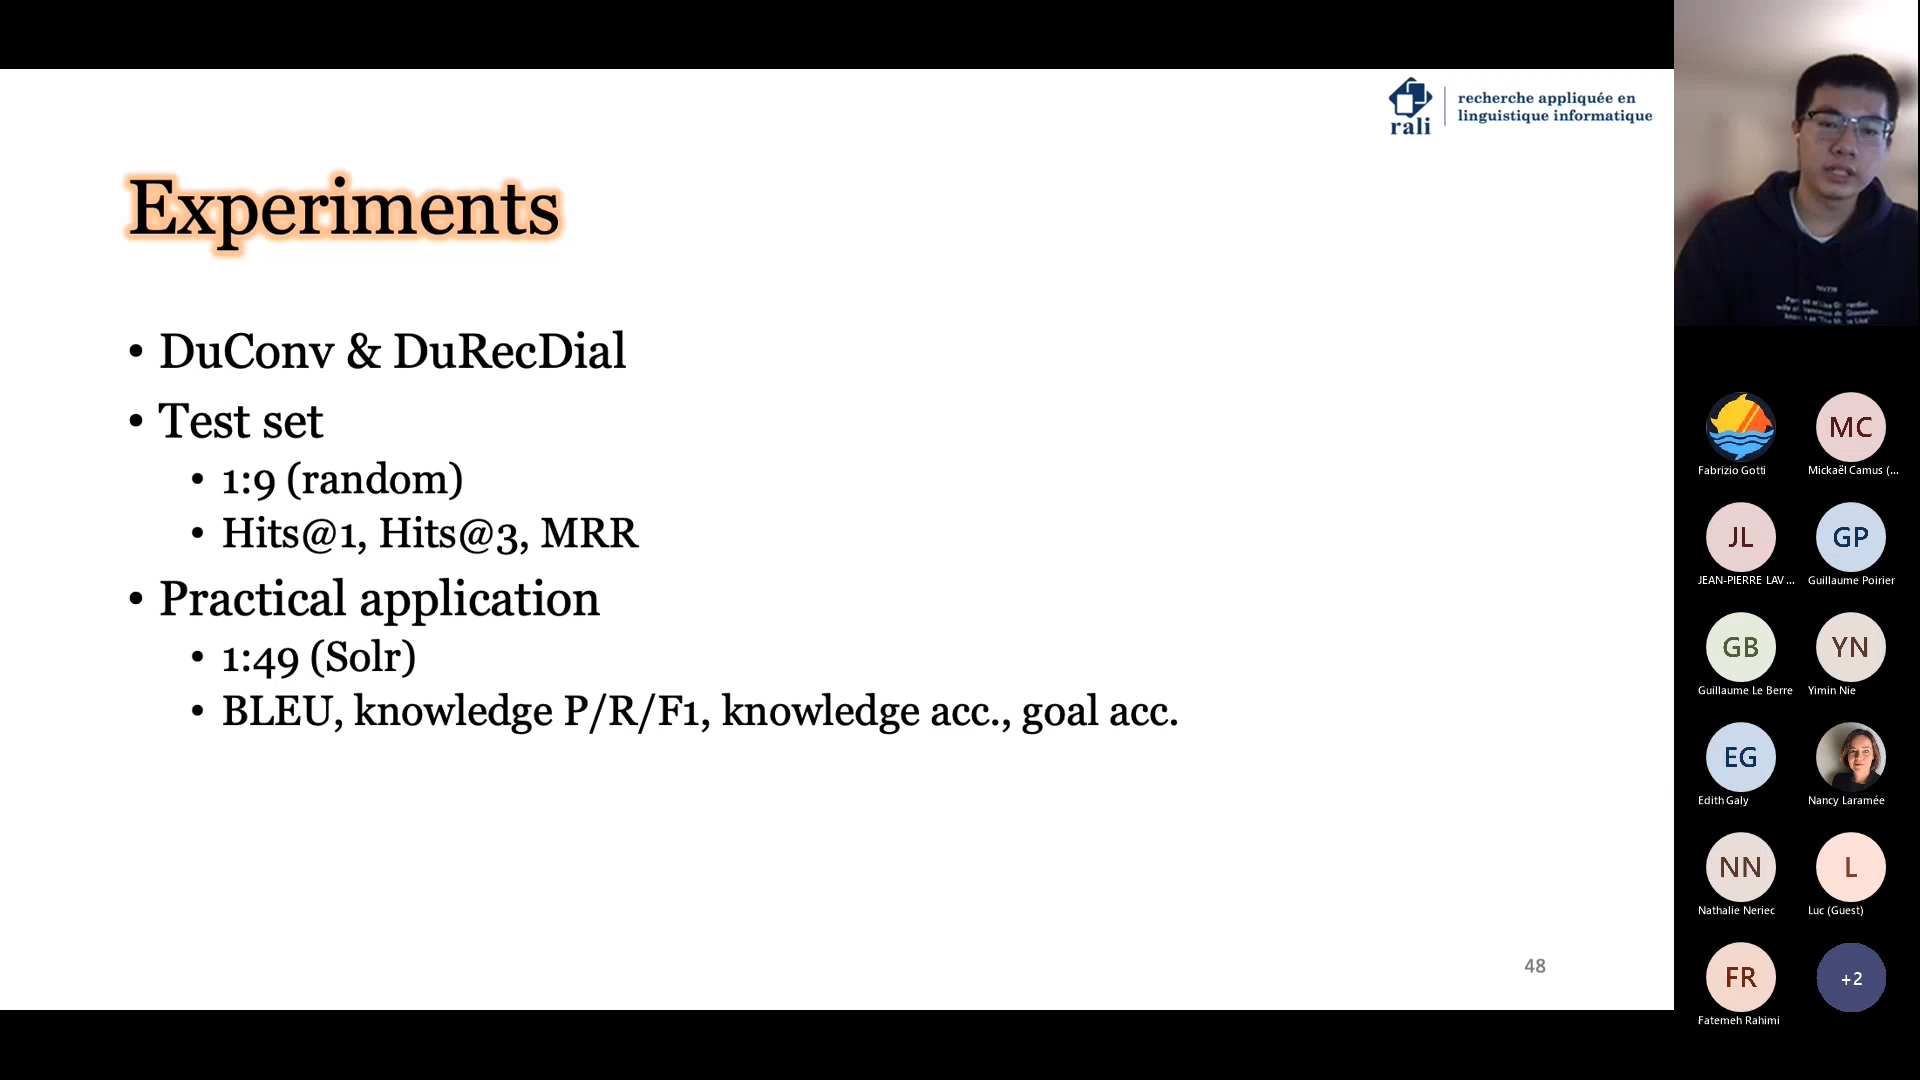 rali
recherche appliquée en
linguistique informatique
Experiments
• DuConv & DuRecDial
• Test set
• 1:9 (random)
• Hits@1, Hits@3, MRR
• Practical application
• 1:49 (Solr)
• BLEU, knowledge P/R/F1, knowledge acc., goal acc.
48
Fabrizio Gotti
MC
Mickaël Camus (...
JL
JEAN-PIERRE LAV...
GP
Guillaume Poirier
GB
Guillaume Le Berre
YN
Yimin Nie
EG
Edith Galy
Nancy Laramée
NN
Nathalie Neriec
L
Luc (Guest)
FR
Fatemeh Rahimi
+2